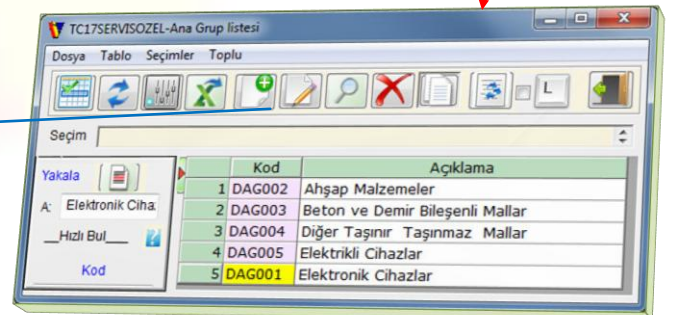 TC17SERVISOZEL-Ana Grup listesi
Dosya Tablo Seçimler Toplu
L
Seçim
Yakala
A: Elektronik Ciha:
__Hızlı Bul___
Kod
Kod Açıklama
1 DAG002 Ahşap Malzemeler
2 DAG003 Beton ve Demir Bileşenli Mallar
3 DAG004 Diğer Taşınır Taşınmaz Mallar
4 DAG005 Elektrikli Cihazlar
5 DAG001 Elektronik Cihazlar